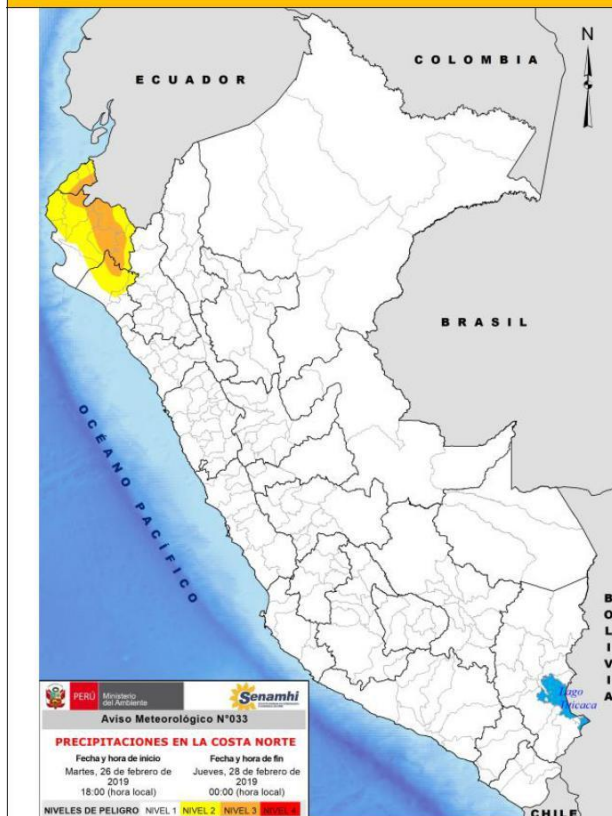 N
COLOMBIA
ECUADOR
BRASIL
OCÉANO PACÍFICO
BOLIVIA
lago
Titicaca
CHILE
PERÚ Ministerio
del Ambiente
Senamhi
Aviso Meteorológico N°033
PRECIPITACIONES EN LA COSTA NORTE
Fecha y hora de inicio Fecha y hora de fin
Martes, 26 de febrero de Jueves, 28 de febrero de
2019 2019
18:00 (hora local) 00:00 (hora local)
NIVELES DE PELIGRO NIVEL 1 NIVEL 2 NIVEL 3 NIVEL 4